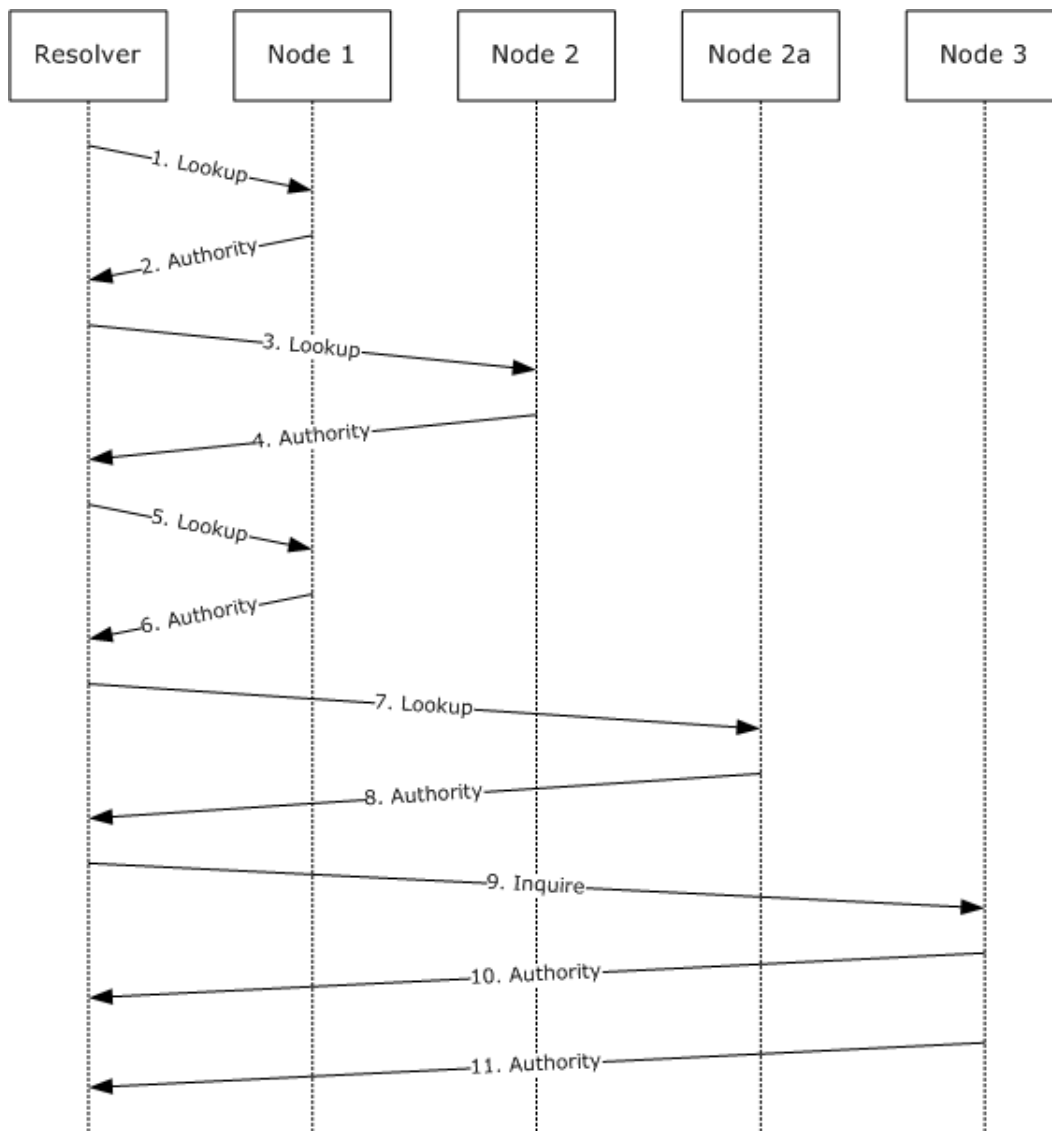 Resolver
Node 1
Node 2
Node 2a
Node 3
1. Lookup
2. Authority
3. Lookup
4. Authority
5. Lookup
6. Authority
7. Lookup
8. Authority
9. Inquire
10. Authority
11. Authority